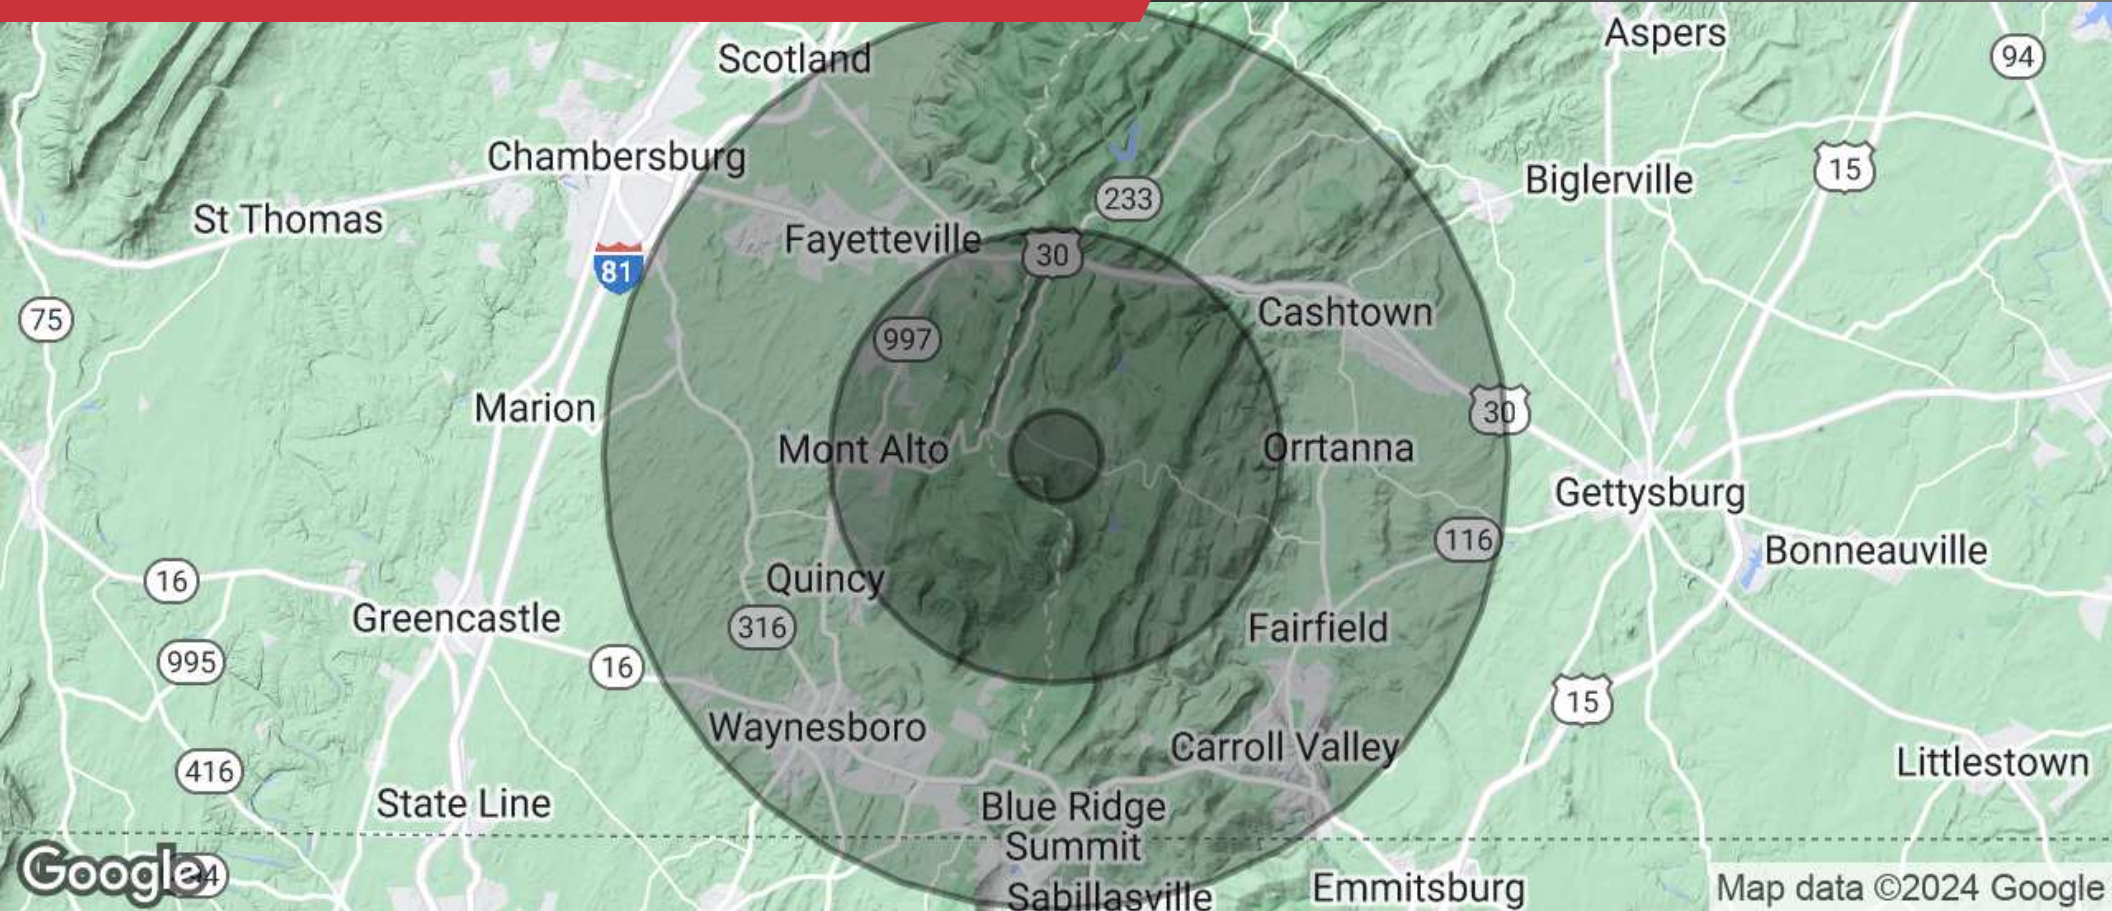 Scotland
Aspers
94
Chambersburg
15
Biglerville
233
St Thomas
Fayetteville
30
81
Cashtown
75
997
Marion
30
Mont Alto
Orrtanna
Gettysburg
116
Bonneauville
16
Quincy
Greencastle
316
Fairfield
995
16
15
Waynesboro
Carroll Valley
416
Littlestown
State Line
Blue Ridge
Summit
Google
Sabillasville
Emmitsburg
Map data ©2024 Google